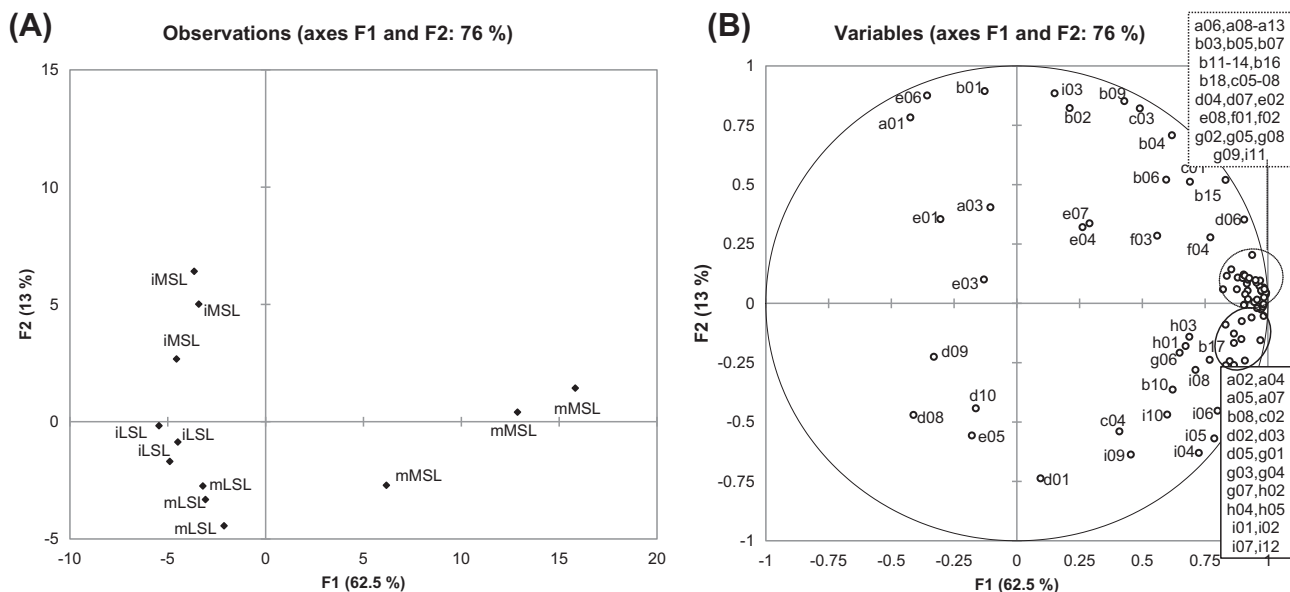 (A)
Observations (axes F1 and F2: 76 %)
15
10
5
0
-5
F2 (13 %)
iMSL
iMSL
iMSL
iLSL
iLSL
iLSL
mLSL
mLSL
mLSL
mMSL
mMSL
mMSL
-10
-5
0
5
10
15
20
F1 (62.5 %)
(B)
Variables (axes F1 and F2: 76 %)
1
0.75
0.5
0.25
0
-0.25
-0.5
-0.75
-1
F2 (13 %)
b01
e06
a01
i03
b02
b09
c03
b04
b06
b15
d06
a03
e01
e07
e04
f03
f04
e03
h03
h01
g06
b17
i08
b10
i10
i06
i05
i04
c04
i09
d09
d08
d10
e05
d01
-1
-0.75
-0.5
-0.25
0
0.25
0.5
0.75
1
F1 (62.5 %)
a06,a08-a13
b03,b05,b07
b11-14,b16
b18,c05-08
d04,d07,e02
e08,f01,f02
g02,g05,g08
g09,i11
a02,a04
a05,a07
b08,c02
d02,d03
d05,g01
g03,g04
g07,h02
h04,h05
i01,i02
i07,i12